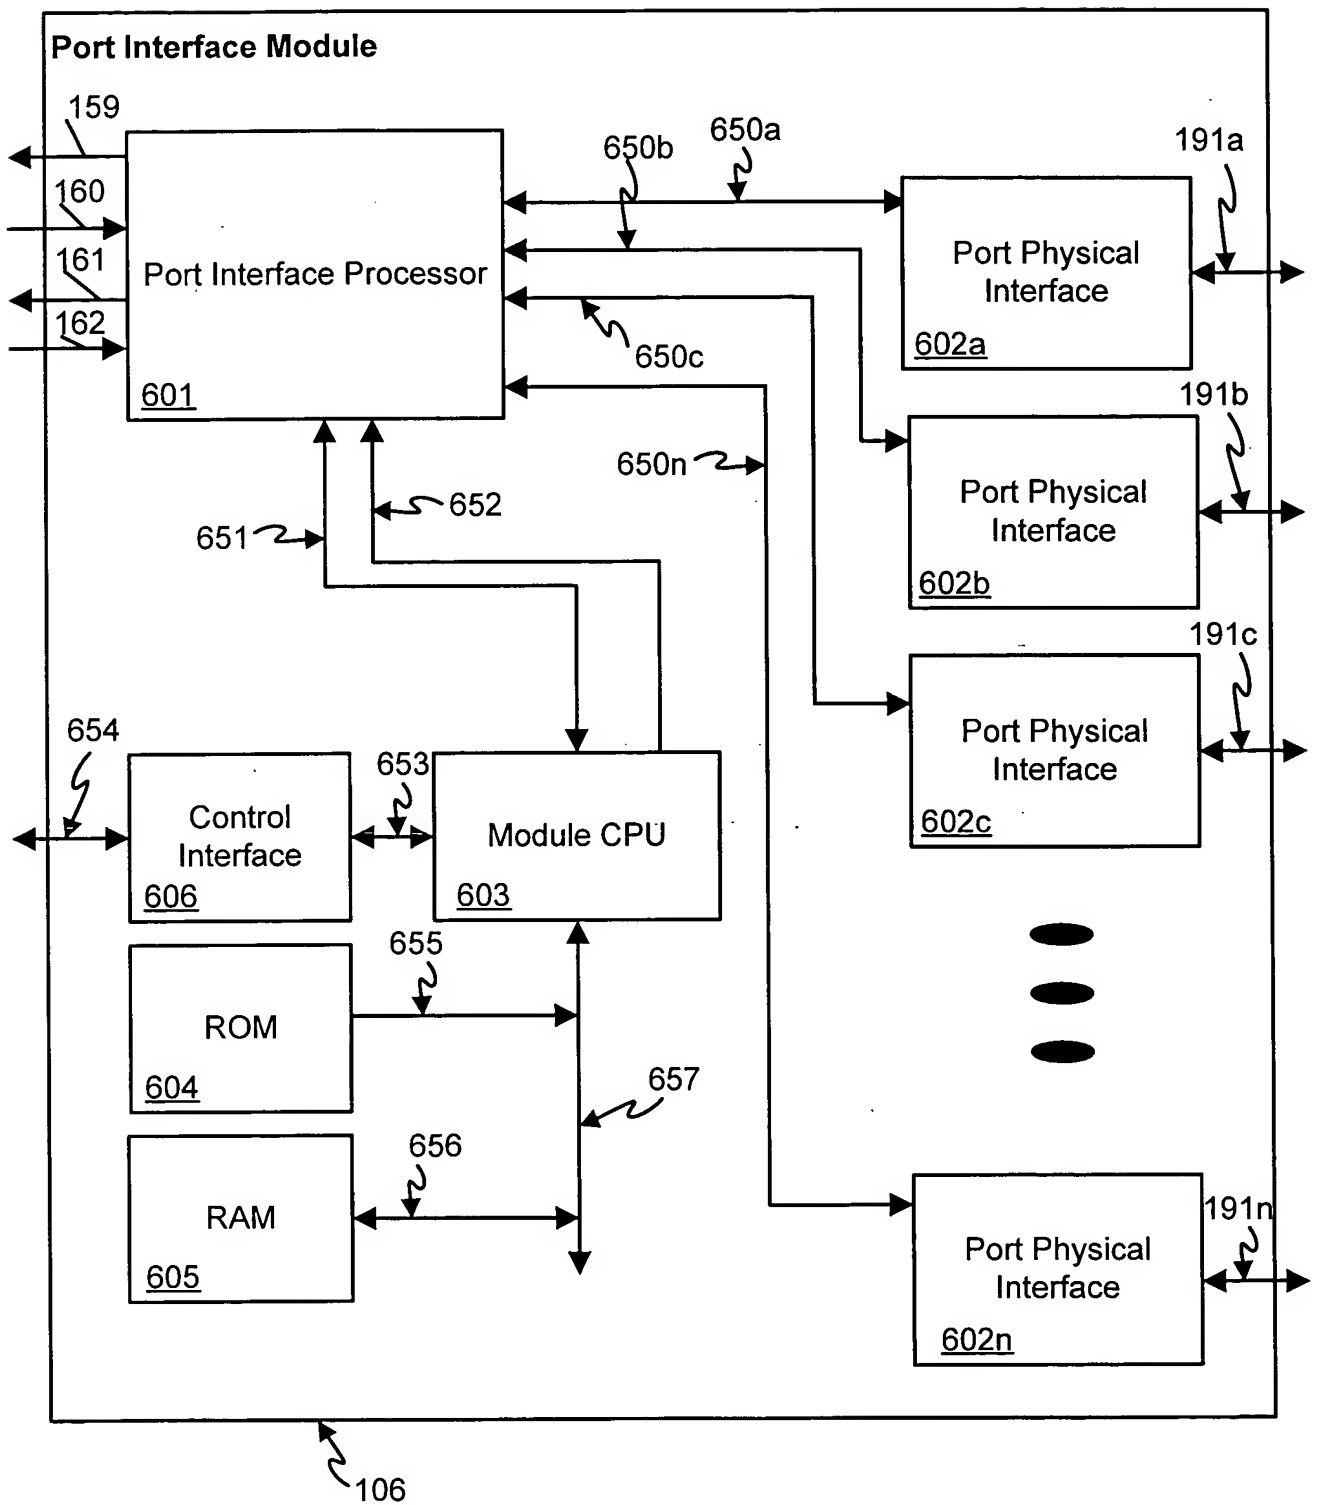 Port Interface Module
159
160
161
162
Port Interface Processor
601
650b
650a
650c
650n
191a
Port Physical
Interface
602a
191b
Port Physical
Interface
602b
191c
Port Physical
Interface
602c
651
652
654
Control
Interface
606
653
Module CPU
603
655
ROM
604
657
656
RAM
605
191n
Port Physical
Interface
602n
106